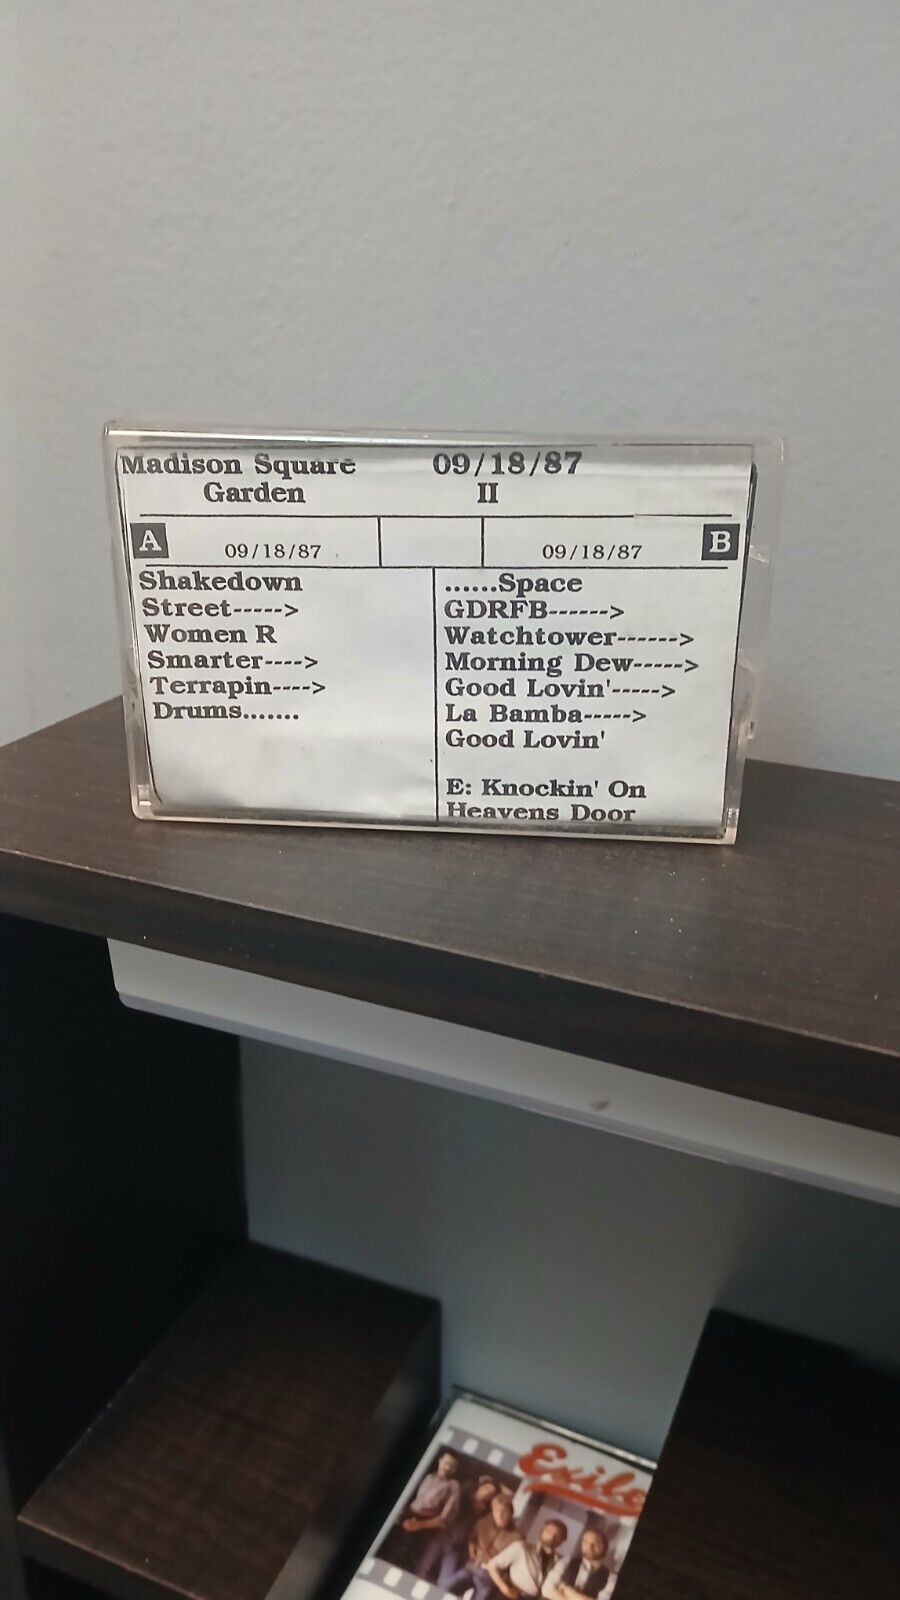 Madison Square
Garden
09/18/87
II
A
09/18/87
09/18/87
B
Shakedown
Street----->
Women R
Smarter---->
Terrapin---->
Drums.......
......Space
GDRFB------>
Watchtower------>
Morning Dew----->
Good Lovin'----->
La Bamba----->
Good Lovin'
E: Knockin' On
Heavens Door
Exile